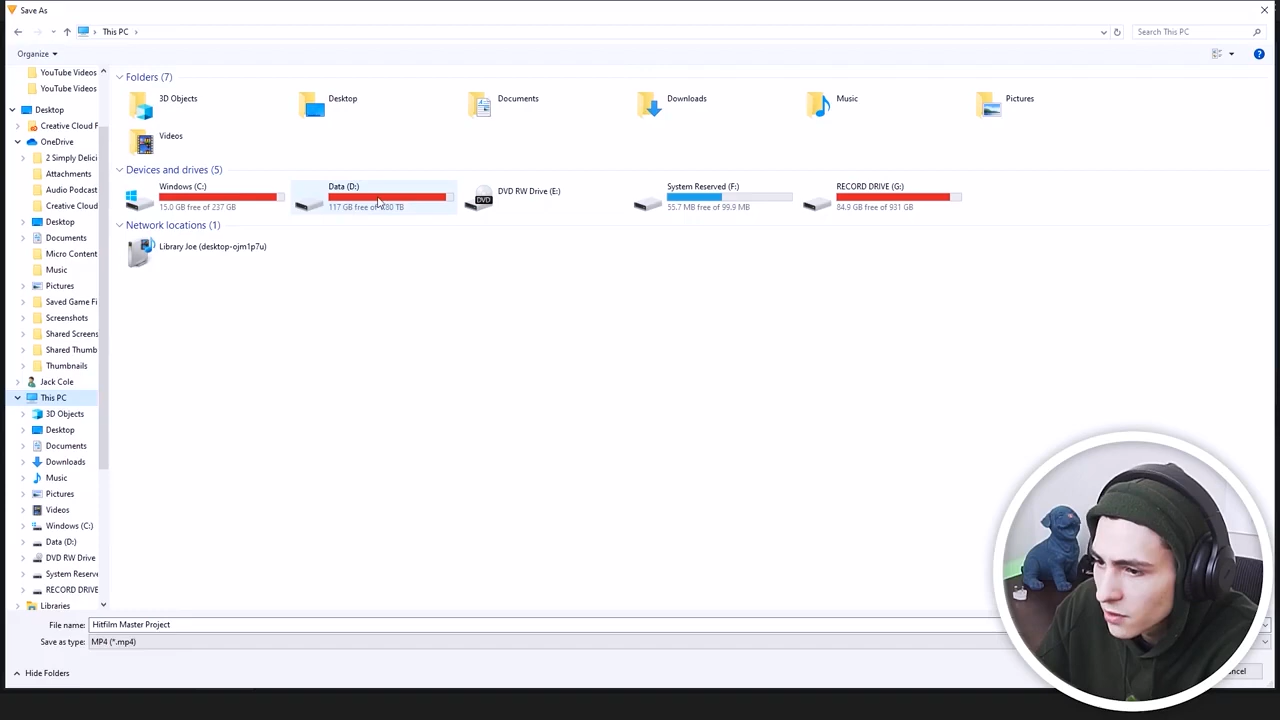 Save As
This PC
Search This PC
Organize
YouTube Videos
YouTube Videos
Desktop
Creative Cloud F
OneDrive
2 Simply Delici
Attachments
Audio Podcast
Creative Cloud
Desktop
Documents
Micro Content
Music
Pictures
Saved Game Fi
Screenshots
Shared Screens
Shared Thumb
Thumbnails
Jack Cole
This PC
3D Objects
Desktop
Documents
Downloads
Music
Pictures
Videos
Windows (C:)
Data (D:)
DVD RW Drive
System Reserve
RECORD DRIVE
Libraries
Folders (7)
3D Objects
Desktop
Documents
Downloads
Music
Pictures
Videos
Devices and drives (5)
Windows (C:)
15.0 GB free of 237 GB
Data (D:)
117 GB free of TB
DVD RW Drive (E:)
DVD
System Reserved (F:)
55.7 MB free of 99.9 MB
RECORD DRIVE (G:)
84.9 GB free of 931 GB
Network locations (1)
Library Joe (desktop-ojm1p7u)
File name: Hitfilm Master Project
Save as type: MP4 (*.mp4)
Hide Folders